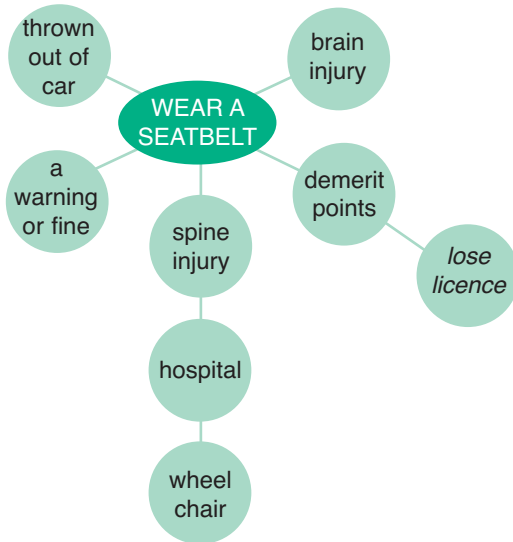 thrown
out of
car
brain
injury
WEAR A
SEATBELT
a
warning
or fine
demerit
points
spine
injury
lose
licence
hospital
wheel
chair